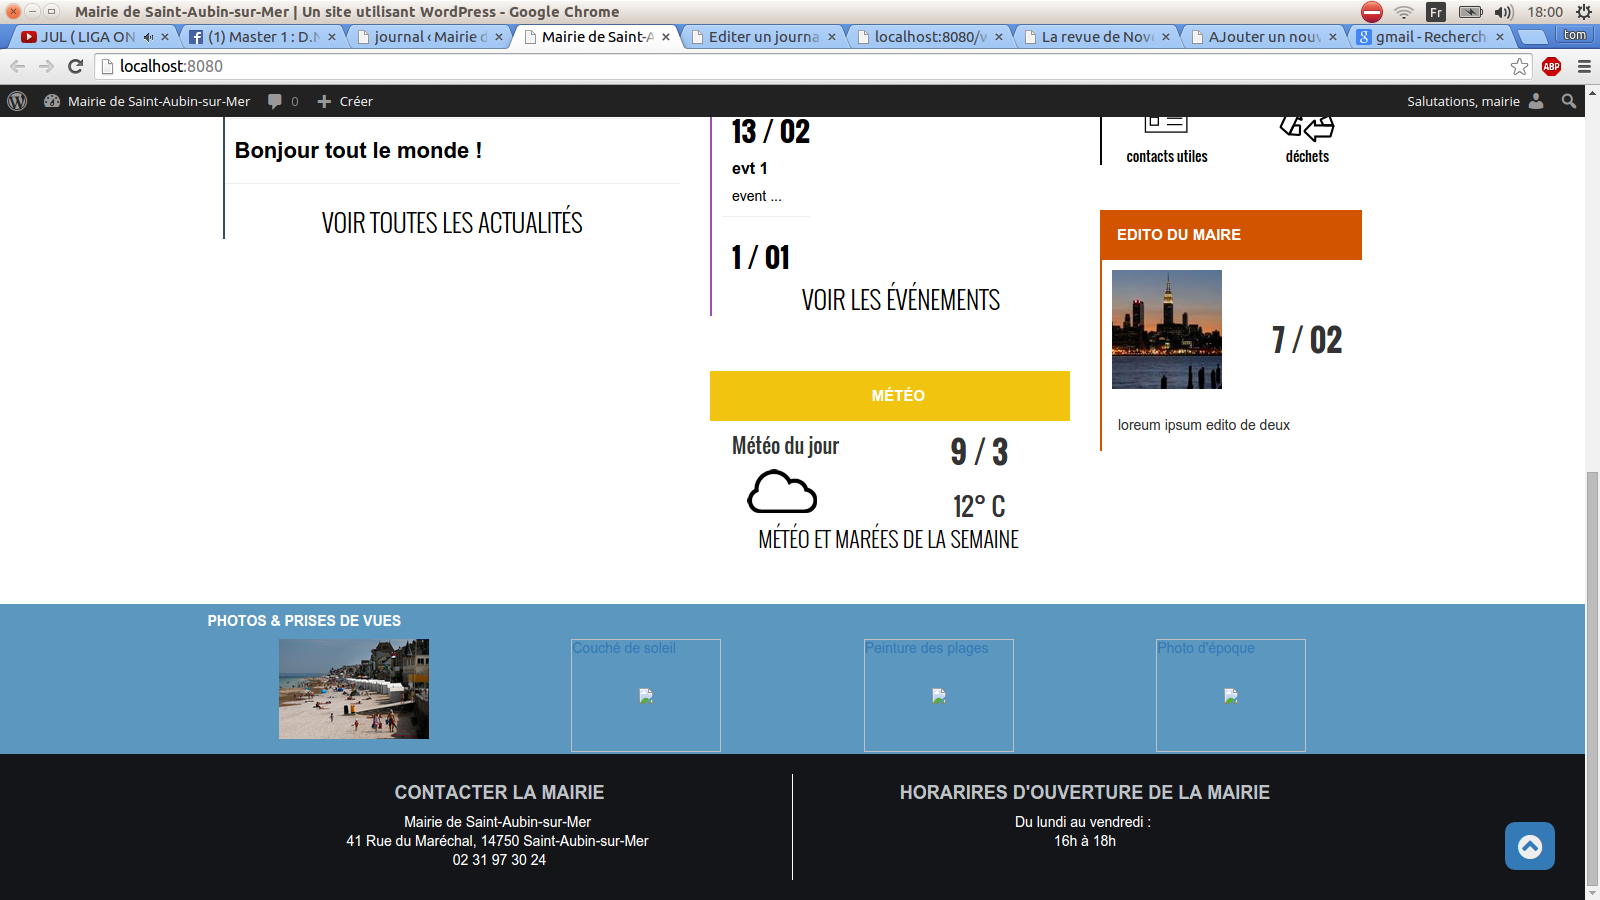 Mairie de Saint-Aubin-sur-Mer | Un site utilisant WordPress - Google Chrome
Fr
18:00
JUL ( LIGA ON
(1) Master 1 : D.N
journal ‹ Mairie d
Mairie de Saint-A
Editer un journa
localhost:8080/w
La revue de Nove
AJouter un nouv
gmail - Recherch
tom
localhost:8080
ABP
Mairie de Saint-Aubin-sur-Mer
0
Créer
Salutations, mairie
Bonjour tout le monde !
VOIR TOUTES LES ACTUALITÉS
13 / 02
evt 1
event ...
1 / 01
VOIR LES ÉVÉNEMENTS
contacts utiles
déchets
EDITO DU MAIRE
7 / 02
loreum ipsum edito de deux
MÉTÉO
Météo du jour
9 / 3
12° C
MÉTÉO ET MARÉES DE LA SEMAINE
PHOTOS & PRISES DE VUES
Couché de soleil
Peinture des plages
Photo d'époque
CONTACTER LA MAIRIE
Mairie de Saint-Aubin-sur-Mer
41 Rue du Maréchal, 14750 Saint-Aubin-sur-Mer
02 31 97 30 24
HORARIRES D'OUVERTURE DE LA MAIRIE
Du lundi au vendredi :
16h à 18h